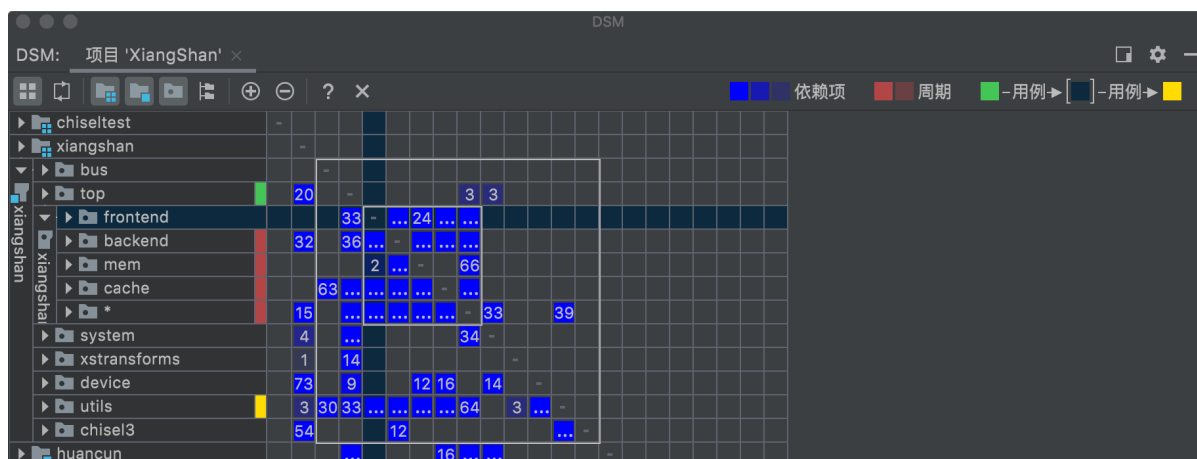 DSM
DSM: 项目 'XiangShan' ×
? × 依赖项 周期 -用例→[ ]-用例→
chiseltest -
xiangshan -
bus -
top 20 - 3 3
frontend 33 - ... 24 ... ...
backend 32 36 ... - ... ... ...
mem 2 ... - 66
cache 63 ... ... ... ... - ...
* 15 ... ... ... ... ... - 33 39
system 4 ... 34 -
xstransforms 1 14 -
device 73 9 12 16 14 -
utils 3 30 33 ... ... ... ... 64 3 ... -
chisel3 54 12 ... -
huancun ... 16 ... ... -
xiangshan
xiangshan